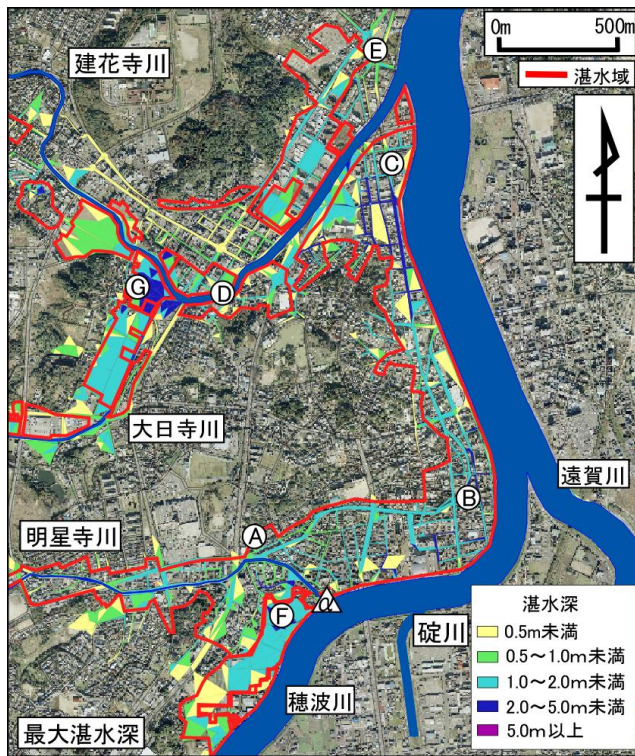 建花寺川
0m
500m
湛水域
E
C
G
D
大日寺川
遠賀川
明星寺川
A
B
F
α
碇川
穂波川
最大湛水深
湛水深
0.5m未満
0.5~1.0m未満
1.0~2.0m未満
2.0~5.0m未満
5.0m以上